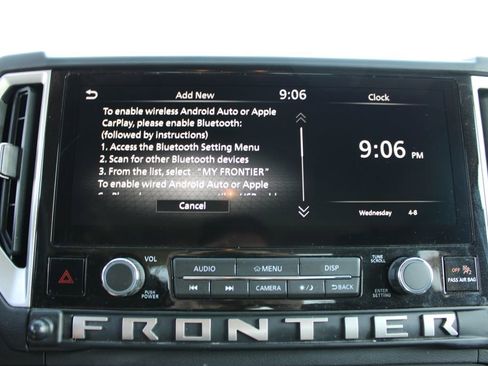 Add New 9:06
To enable wireless Android Auto or Apple
CarPlay, please enable Bluetooth:
(followed by instructions)
1. Access the Bluetooth Setting Menu
2. Scan for other Bluetooth devices
3. From the list, select "MY FRONTIER"
To enable wired Android Auto or Apple
Cancel
Clock
9:06 PM
Wednesday 4-8
VOL
PUSH
POWER
AUDIO
MENU
DISP
CAMERA
BACK
TUNE
SCROLL
ENTER
SETTING
OFF
PASS AIR BAG
FRONTIER